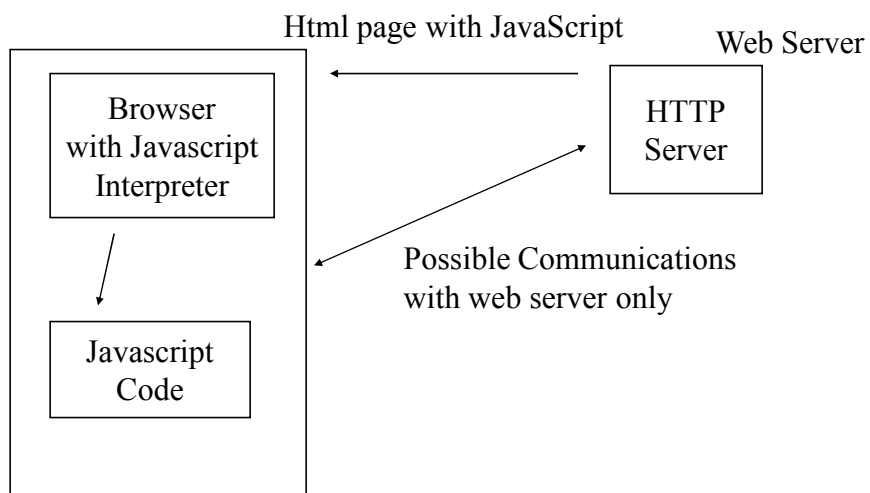 Html page with JavaScript
Web Server
Browser
with Javascript
Interpreter
HTTP
Server
Possible Communications
with web server only
Javascript
Code